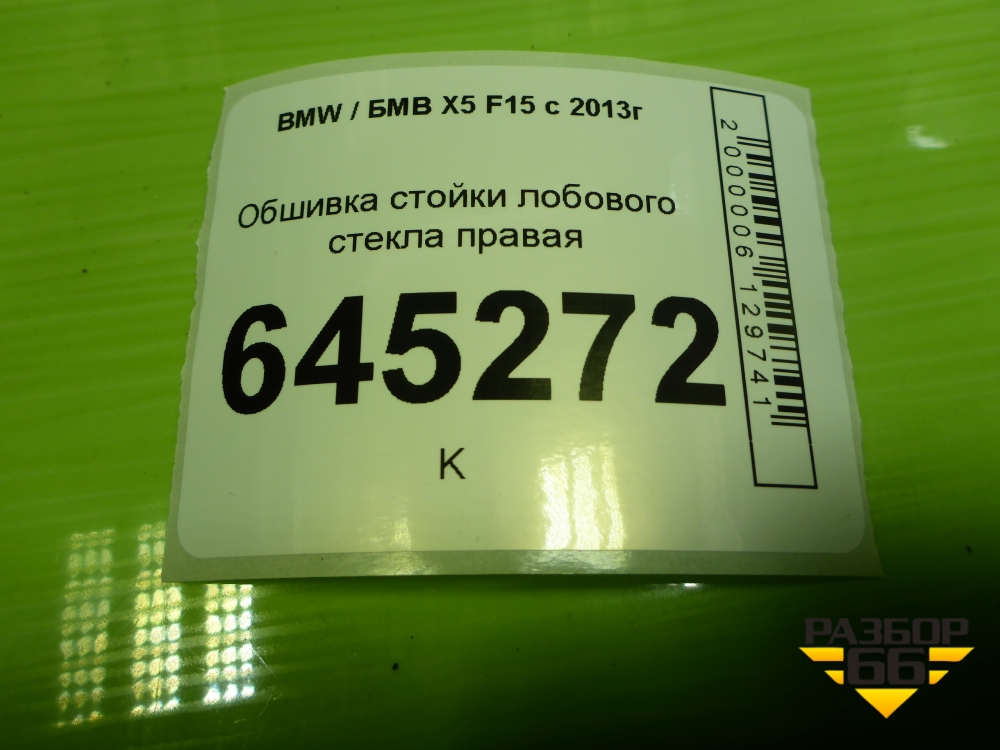 BMW / БМВ X5 F15 с 2013г
Обшивка стойки лобового
стекла правая
645272
К
2000006129741
РАЗБОР
66